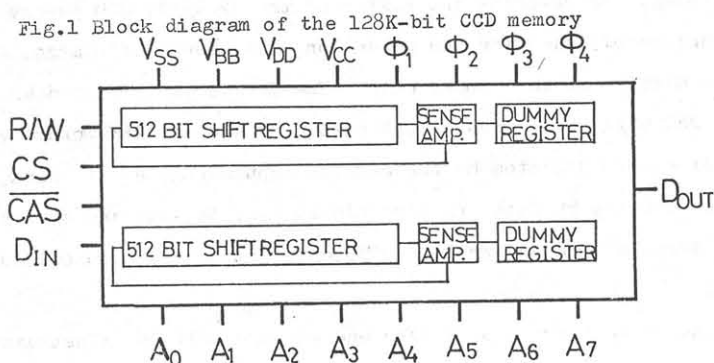 Fig.1 Block diagram of the 128K-bit CCD memory
VSS VBB VDD VCC Φ1 Φ2 Φ3 Φ4
R/W
512 BIT SHIFT REGISTER
SENSE AMP.
DUMMY REGISTER
CS
CAS
DOUT
DIN
512 BIT SHIFT REGISTER
SENSE AMP.
DUMMY REGISTER
A0 A1 A2 A3 A4 A5 A6 A7